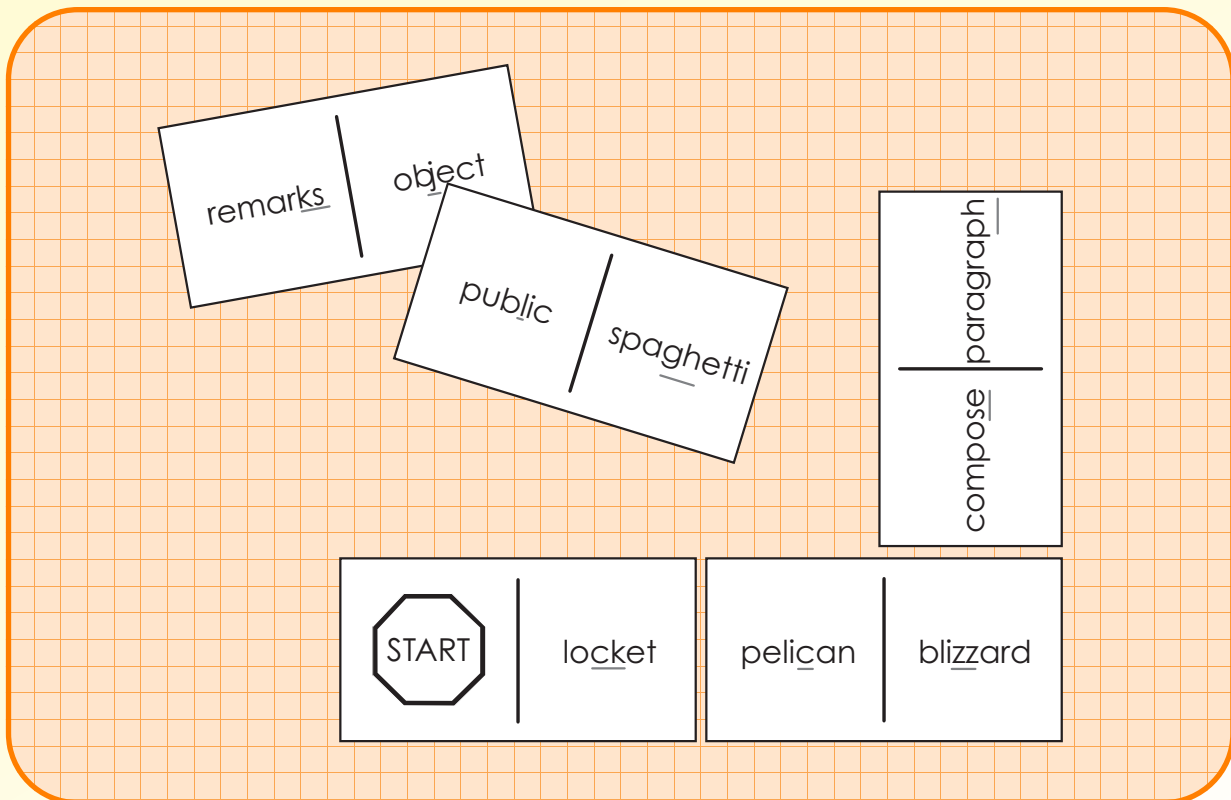 remarks
object
public
spaghetti
paragraph
compose
START
locket
pelican
blizzard